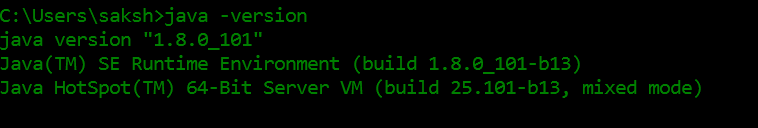 C:\Users\saksh>java -version
java version "1.8.0_101"
Java(TM) SE Runtime Environment (build 1.8.0_101-b13)
Java HotSpot(TM) 64-Bit Server VM (build 25.101-b13, mixed mode)